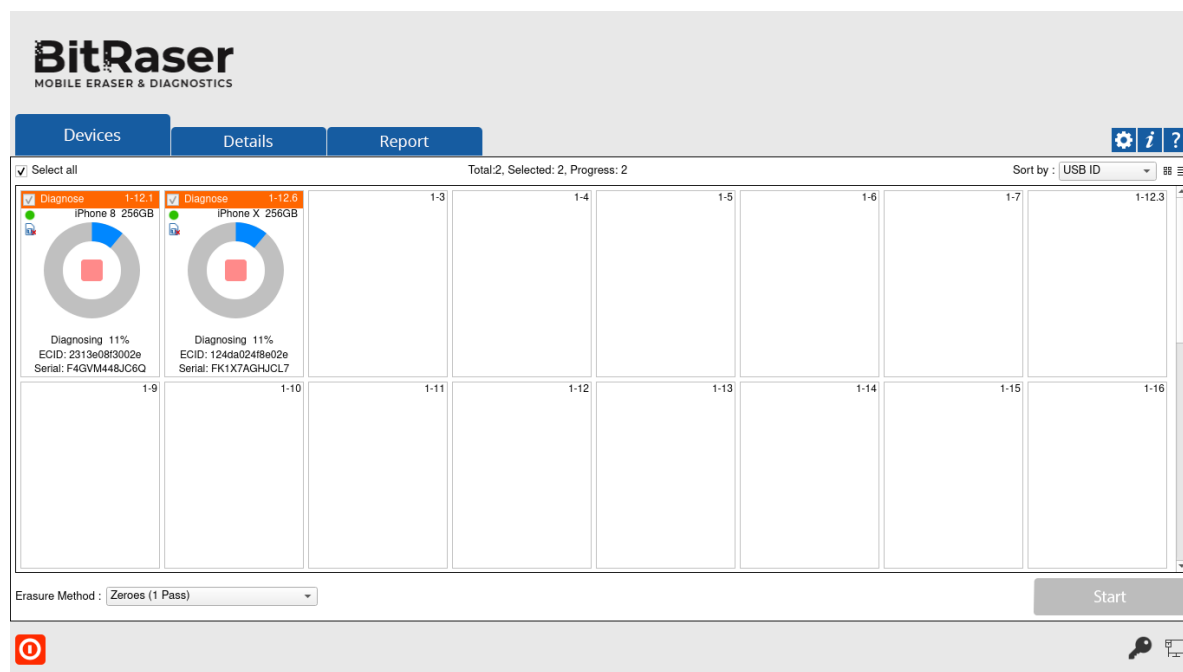 BitRaser
MOBILE ERASER & DIAGNOSTICS
Devices
Details
Report
i
?
Select all
Total:2, Selected: 2, Progress: 2
Sort by : USB ID
Diagnose 1-12.1
iPhone 8 256GB
Diagnosing 11%
ECID: 2313e08f3002e
Serial: F4GVM448JC6Q
Diagnose 1-12.6
iPhone X 256GB
Diagnosing 11%
ECID: 124da024f8e02e
Serial: FK1X7AGHJCL7
1-3
1-4
1-5
1-6
1-7
1-12.3
1-9
1-10
1-11
1-12
1-13
1-14
1-15
1-16
Erasure Method : Zeroes (1 Pass)
Start